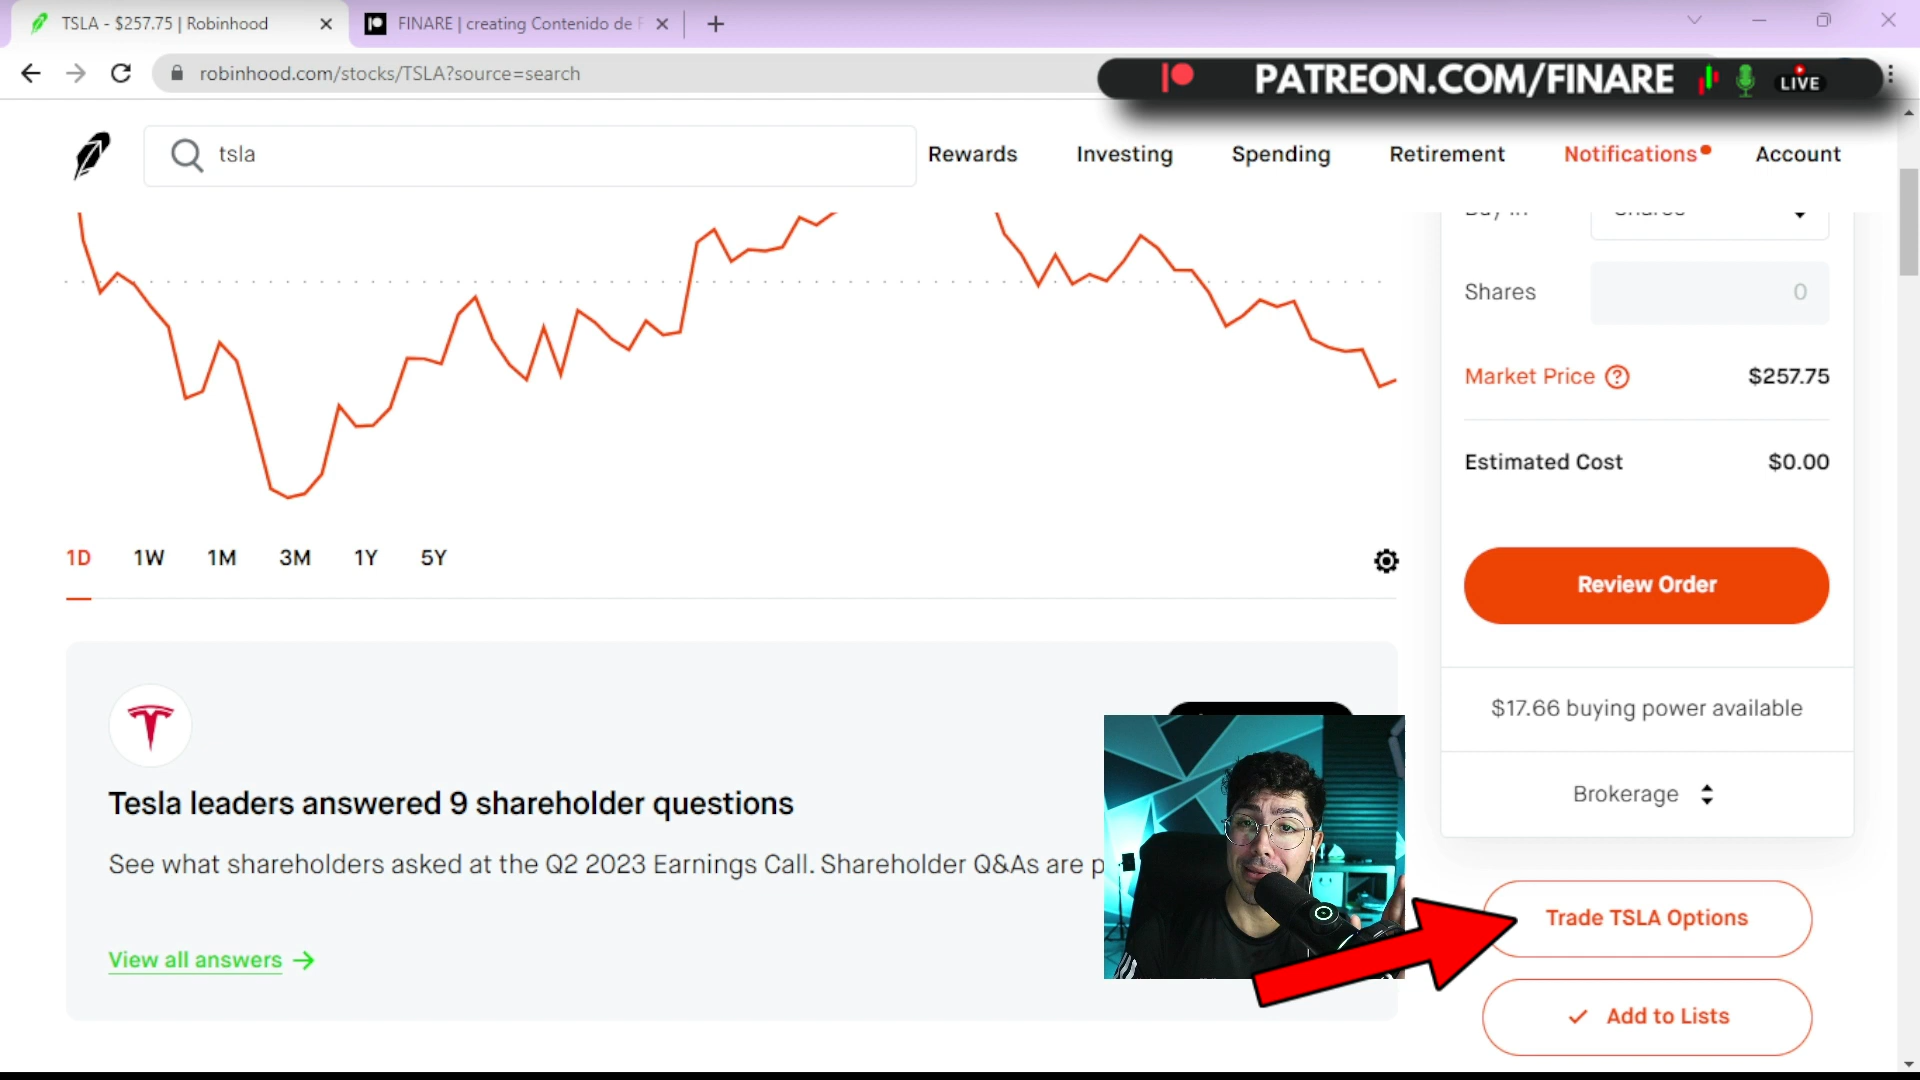 TSLA - $257.75 | Robinhood
FINARE | creating Contenido de
robinhood.com/stocks/TSLA?source=search
PATREON.COM/FINARE
LIVE
tsla
Rewards
Investing
Spending
Retirement
Notifications
Account
Shares
0
Market Price ?
$257.75
Estimated Cost
$0.00
Review Order
$17.66 buying power available
Brokerage
Trade TSLA Options
Add to Lists
1D
1W
1M
3M
1Y
5Y
Tesla leaders answered 9 shareholder questions
See what shareholders asked at the Q2 2023 Earnings Call. Shareholder Q&As are p
View all answers →